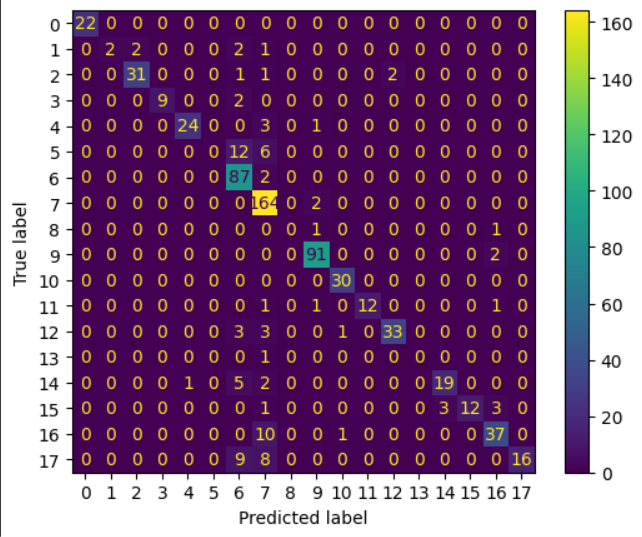 True label
0 22 0 0 0 0 0 0 0 0 0 0 0 0 0 0 0 0 0
1 0 2 2 0 0 0 2 1 0 0 0 0 0 0 0 0 0 0
2 0 0 31 0 0 0 1 1 0 0 0 0 2 0 0 0 0 0
3 0 0 0 9 0 0 2 0 0 0 0 0 0 0 0 0 0 0
4 0 0 0 0 24 0 0 3 0 1 0 0 0 0 0 0 0 0
5 0 0 0 0 0 0 12 6 0 0 0 0 0 0 0 0 0 0
6 0 0 0 0 0 0 87 2 0 0 0 0 0 0 0 0 0 0
7 0 0 0 0 0 0 0 164 0 2 0 0 0 0 0 0 0 0
8 0 0 0 0 0 0 0 0 0 1 0 0 0 0 0 0 1 0
9 0 0 0 0 0 0 0 0 0 91 0 0 0 0 0 0 2 0
10 0 0 0 0 0 0 0 0 0 0 30 0 0 0 0 0 0 0
11 0 0 0 0 0 0 0 1 0 1 0 12 0 0 0 0 1 0
12 0 0 0 0 0 0 3 3 0 0 1 0 33 0 0 0 0 0
13 0 0 0 0 0 0 0 1 0 0 0 0 0 0 0 0 0 0
14 0 0 0 0 1 0 5 2 0 0 0 0 0 0 19 0 0 0
15 0 0 0 0 0 0 0 1 0 0 0 0 0 0 3 12 3 0
16 0 0 0 0 0 0 0 10 0 0 1 0 0 0 0 0 37 0
17 0 0 0 0 0 0 9 8 0 0 0 0 0 0 0 0 0 16
0 1 2 3 4 5 6 7 8 9 10 11 12 13 14 15 16 17
Predicted label
160
140
120
100
80
60
40
20
0